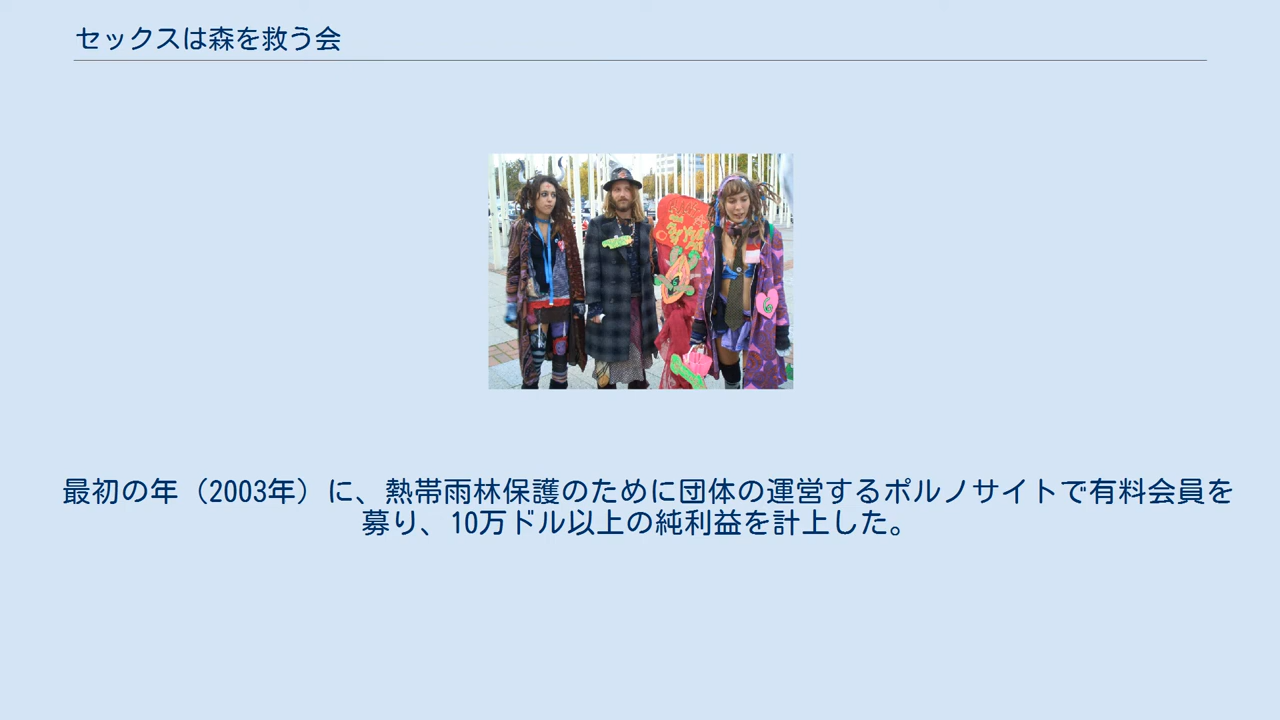 セックスは森を救う会
最初の年（2003年）に、熱帯雨林保護のために団体の運営するポルノサイトで有料会員を
募り、10万ドル以上の純利益を計上した。